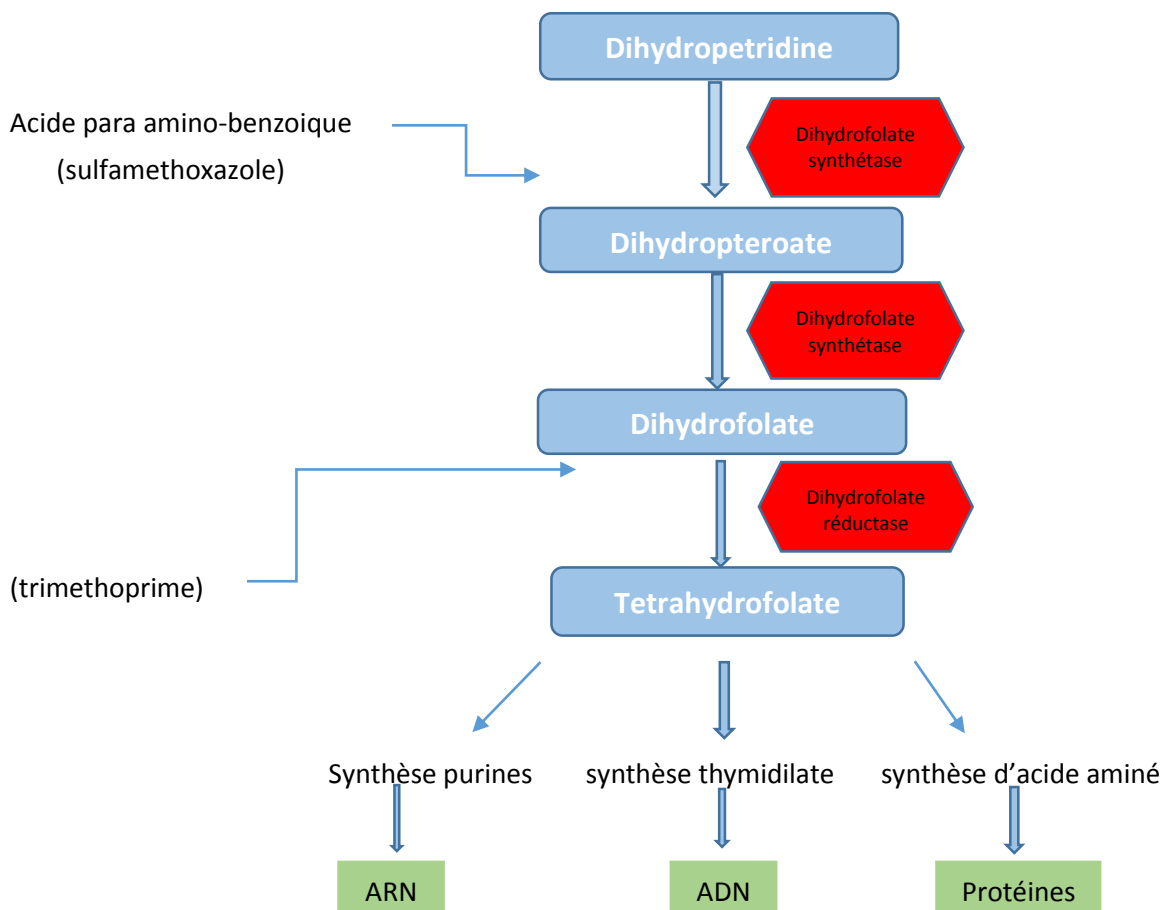 Dihydropetridine
Acide para amino-benzoique
(sulfamethoxazole)
Dihydrofolate
synthétase
Dihydropteroate
Dihydrofolate
synthétase
Dihydrofolate
Dihydrofolate
réductase
(trimethoprime)
Tetrahydrofolate
Synthèse purines
synthèse thymidilate
synthèse d'acide aminé
ARN
ADN
Protéines